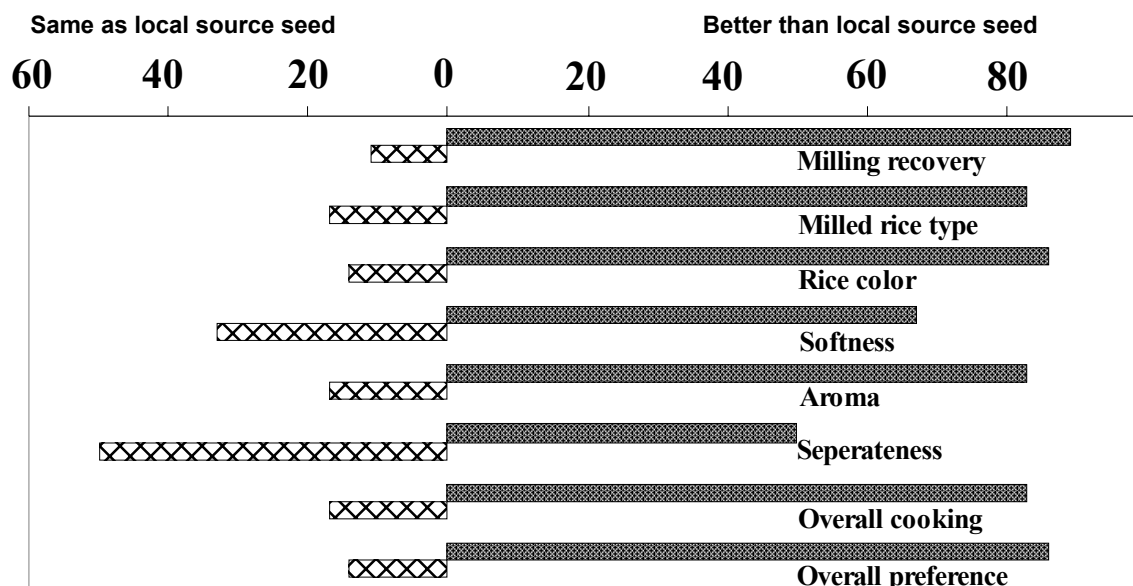 Same as local source seed Better than local source seed
60 40 20 0 20 40 60 80
Milling recovery
Milled rice type
Rice color
Softness
Aroma
Seperateness
Overall cooking
Overall preference